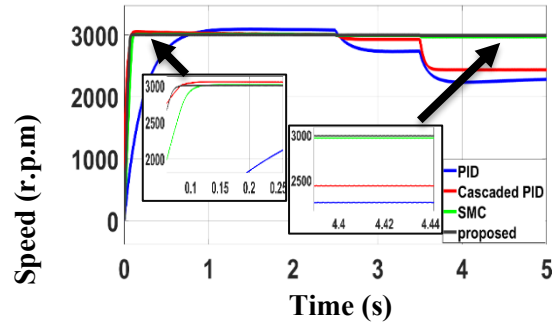 Speed (r.p.m)
3000
2000
1000
0
3000
2500
2000
0.1 0.15 0.2 0.25
3000
2500
4.4 4.42 4.44
PID
Cascaded PID
SMC
proposed
0 1 2 3 4 5
Time (s)